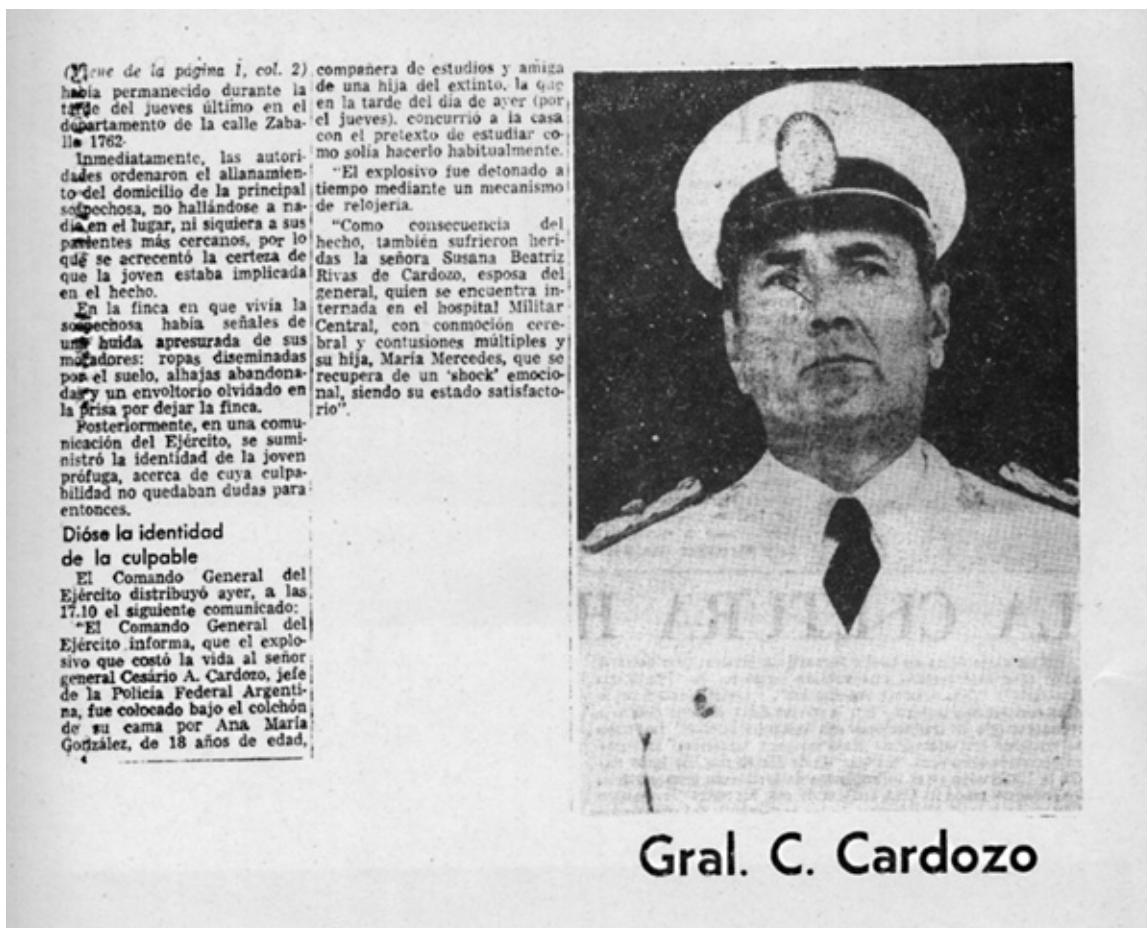 (Viene de la página 1, col. 2)
había permanecido durante la
tarde del jueves último en el
departamento de la calle Zaba-
lla 1762.
Inmediatamente, las autori-
dades ordenaron el allanamien-
to del domicilio de la principal
sospechosa, no hallándose a na-
die en el lugar, ni siquiera a sus
parientes más cercanos, por lo
que se acrecentó la certeza de
que la joven estaba implicada
en el hecho.
En la finca en que vivía la
sospechosa había señales de
una huida apresurada de sus
moradores: ropas diseminadas
por el suelo, alhajas abandona-
das y un envoltorio olvidado en
la prisa por dejar la finca.
Posteriormente, en una comu-
nicación del Ejército, se sumi-
nistró la identidad de la joven
prófuga, acerca de cuya culpa-
bilidad no quedaban dudas para
entonces.
Dióse la identidad
de la culpable
El Comando General del
Ejército distribuyó ayer, a las
17.10 el siguiente comunicado:
"El Comando General del
Ejército informa, que el explo-
sivo que costó la vida al señor
general Cesário A. Cardozo, jefe
de la Policía Federal Argenti-
na, fue colocado bajo el colchón
de su cama por Ana María
González, de 18 años de edad,
compañera de estudios y amiga
de una hija del extinto, la que
en la tarde del día de ayer (por
el jueves), concurrió a la casa
con el pretexto de estudiar co-
mo solía hacerlo habitualmente.
"El explosivo fue detonado a
tiempo mediante un mecanismo
de relojería.
"Como consecuencia del
hecho, también sufrieron heri-
das la señora Susana Beatriz
Rivas de Cardozo, esposa del
general, quien se encuentra in-
ternada en el hospital Militar
Central, con conmoción cere-
bral y contusiones múltiples y
su hija, María Mercedes, que se
recupera de un 'shock' emocio-
nal, siendo su estado satisfacto-
rio".
Gral. C. Cardozo